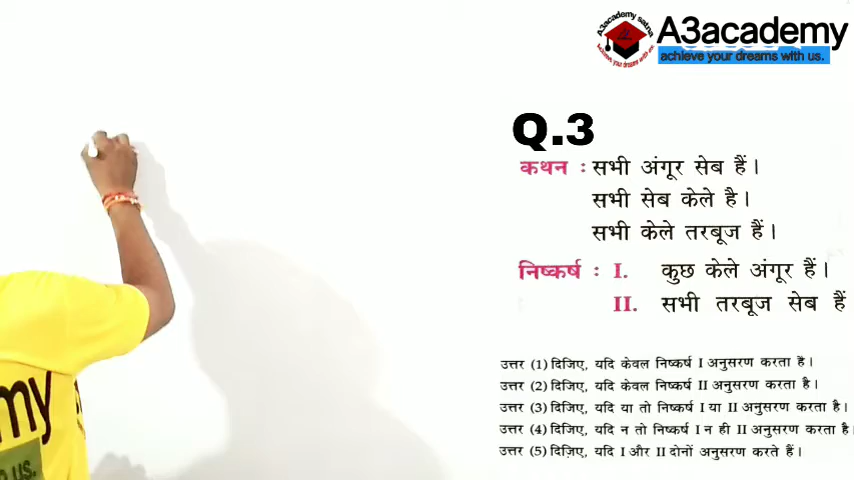 A3academy satna
achieve your dreams with us.
A3academy
achieve your dreams with us.
Q.3
कथन : सभी अंगूर सेब हैं।
सभी सेब केले है।
सभी केले तरबूज हैं।
निष्कर्ष : I. कुछ केले अंगूर हैं।
II. सभी तरबूज सेब हैं
उत्तर (1) दिजिए, यदि केवल निष्कर्ष I अनुसरण करता है।
उत्तर (2) दिजिए, यदि केवल निष्कर्ष II अनुसरण करता है।
उत्तर (3) दिजिए, यदि या तो निष्कर्ष I या II अनुसरण करता है।
उत्तर (4) दिजिए, यदि न तो निष्कर्ष I न ही II अनुसरण करता है।
उत्तर (5) दिज़िए, यदि I और II दोनों अनुसरण करते हैं।
my
us.